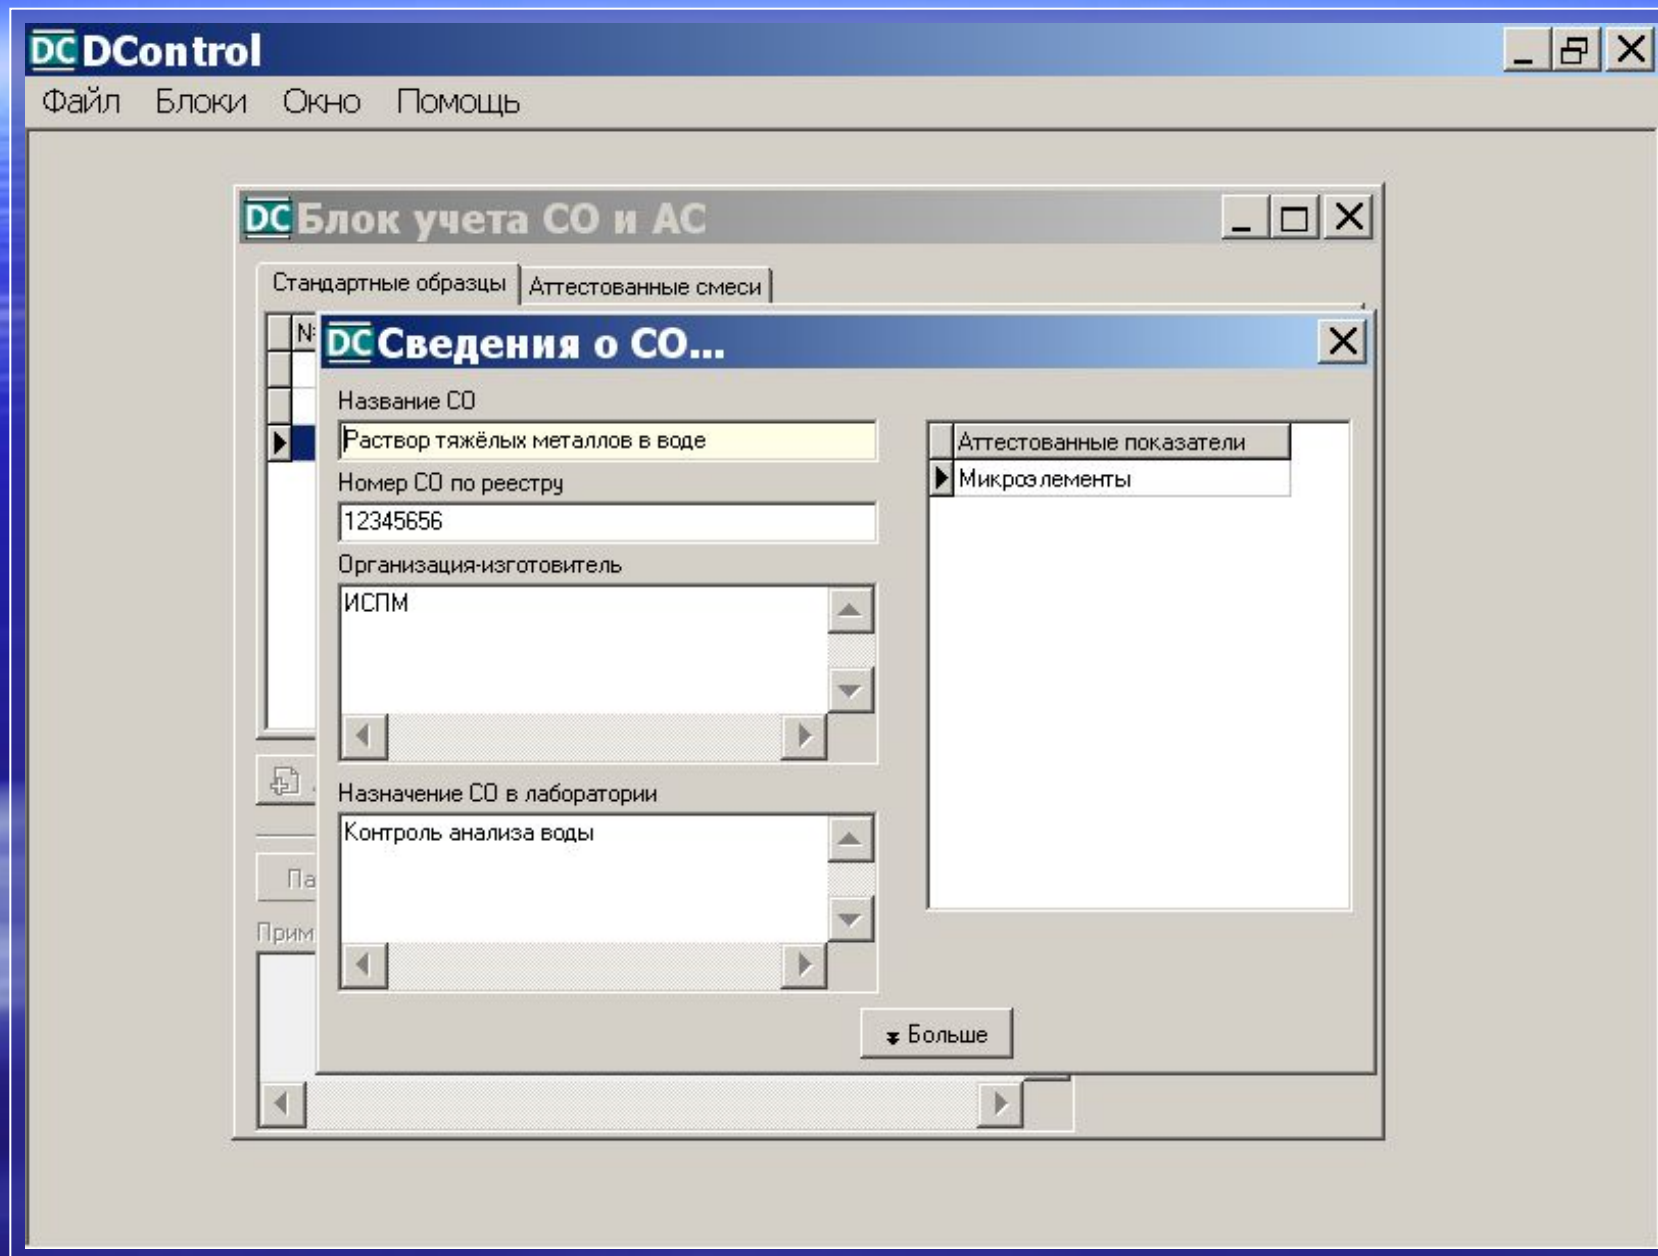 DC DControl
Файл Блоки Окно Помощь
DC Блок учета СО и АС
Стандартные образцы Аттестованные смеси
DC Сведения о СО...
Название СО
Раствор тяжёлых металлов в воде
Аттестованные показатели
Микроэлементы
Номер СО по реестру
12345656
Организация-изготовитель
ИСПМ
Назначение СО в лаборатории
Контроль анализа воды
Больше